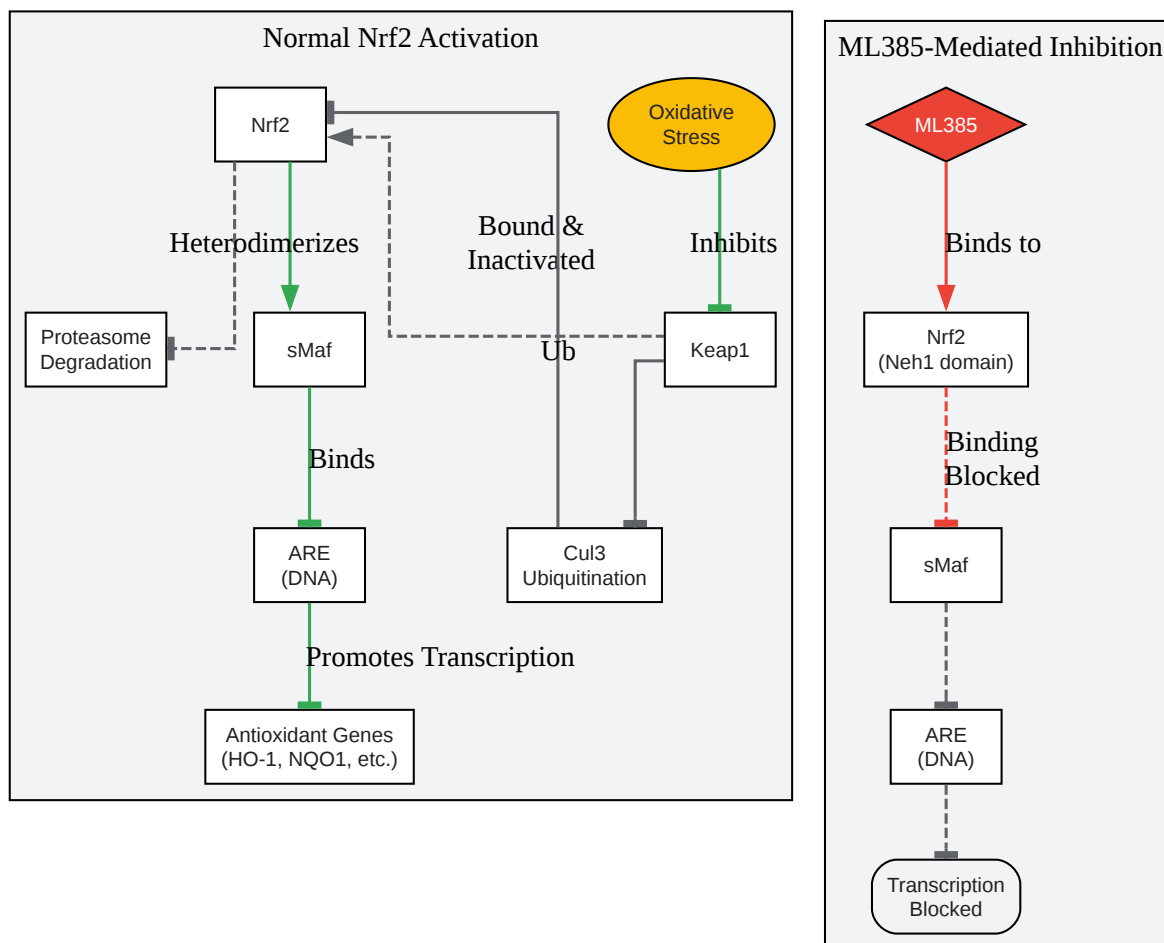 Normal Nrf2 Activation
Nrf2
Oxidative
Stress
Heterodimerizes
Bound &
Inactivated
Inhibits
Proteasome
Degradation
sMaf
Ub
Keap1
Binds
ARE
(DNA)
Cul3
Ubiquitination
Promotes Transcription
Antioxidant Genes
(HO-1, NQO1, etc.)
ML385-Mediated Inhibition
ML385
Binds to
Nrf2
(Neh1 domain)
Binding
Blocked
sMaf
ARE
(DNA)
Transcription
Blocked